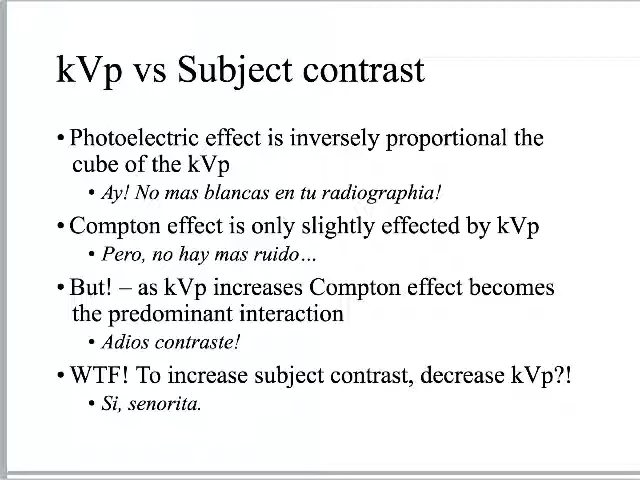 kVp vs Subject contrast
• Photoelectric effect is inversely proportional the
cube of the kVp
• Ay! No mas blancas en tu radiographia!
• Compton effect is only slightly effected by kVp
• Pero, no hay mas ruido…
• But! – as kVp increases Compton effect becomes
the predominant interaction
• Adios contraste!
• WTF! To increase subject contrast, decrease kVp?!
• Si, senorita.